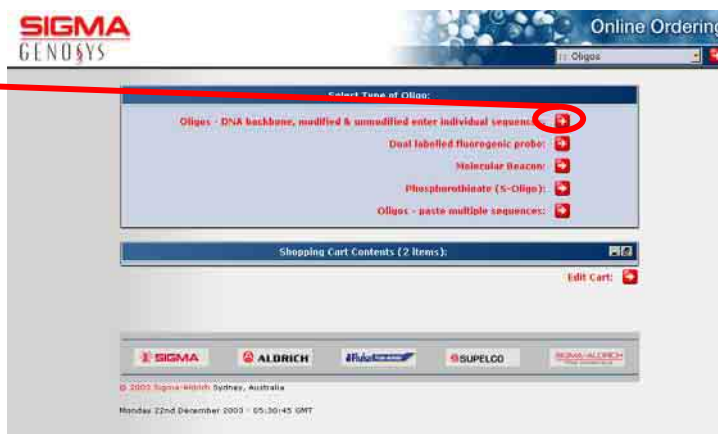 SIGMA
GENOSYS
Online Ordering
:: Oligos
Select Type of Oligo:
Oligos - DNA backbone, modified & unmodified enter individual sequence:
Dual labelled fluorogenic probe:
Molecular Beacon:
Phosphorothioate (S-Oligo):
Oligos - paste multiple sequences:
Shopping Cart Contents (2 items):
Edit Cart:
SIGMA
ALDRICH
Fluka
SUPELCO
SIGMA-ALDRICH
© 2003 Sigma-Aldrich Sydney, Australia
Monday 22nd December 2003 - 05:30:45 GMT